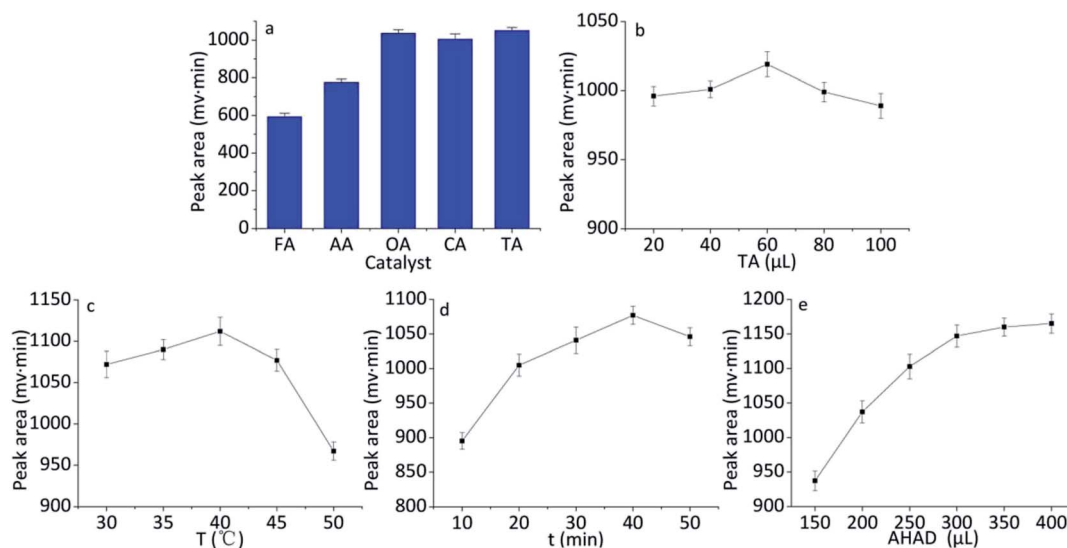 a
Peak area (mv·min)
1000
800
600
400
200
0
FA AA OA CA TA
Catalyst
b
Peak area (mv·min)
1050
1000
950
900
20 40 60 80 100
TA (μL)
c
Peak area (mv·min)
1150
1100
1050
1000
950
900
30 35 40 45 50
T (℃)
d
Peak area (mv·min)
1100
1050
1000
950
900
850
800
10 20 30 40 50
t (min)
e
Peak area (mv·min)
1200
1150
1100
1050
1000
950
900
150 200 250 300 350 400
AHAD (μL)